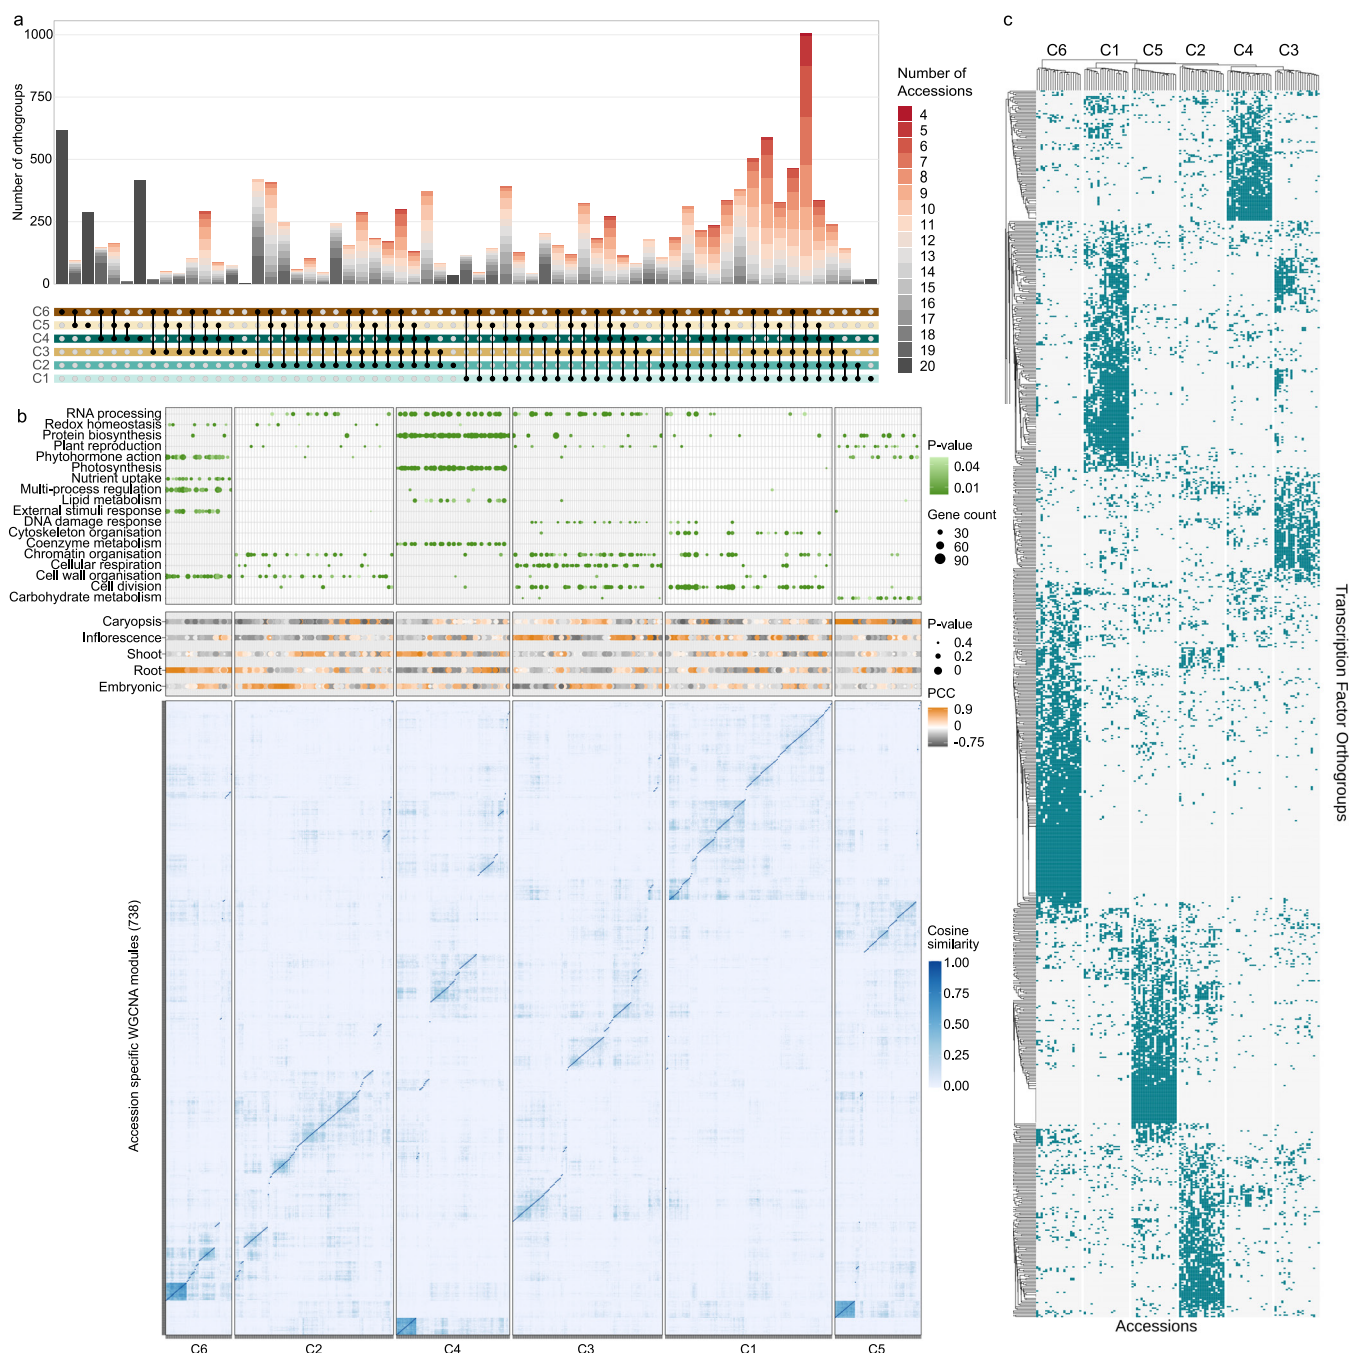 a
1000
750
500
250
0
Number of orthogroups
Number of
Accessions
4
5
6
7
8
9
10
11
12
13
14
15
16
17
18
19
20
C6
C5
C4
C3
C2
C1
b
RNA processing
Redox homeostasis
Protein biosynthesis
Plant reproduction
Phytohormone action
Photosynthesis
Nutrient uptake
Multi-process regulation
Lipid metabolism
External stimuli response
DNA damage response
Cytoskeleton organisation
Coenzyme metabolism
Chromatin organisation
Cellular respiration
Cell wall organisation
Cell division
Carbohydrate metabolism
P-value
0.04
0.01
Gene count
30
60
90
Caryopsis
Inflorescence
Shoot
Root
Embryonic
P-value
0.4
0.2
0
PCC
0.9
0
-0.75
Accession specific WGCNA modules (738)
Cosine
similarity
1.00
0.75
0.50
0.25
0.00
C6 C2 C4 C3 C1 C5
c
C6 C1 C5 C2 C4 C3
Transcription Factor Orthogroups
Accessions